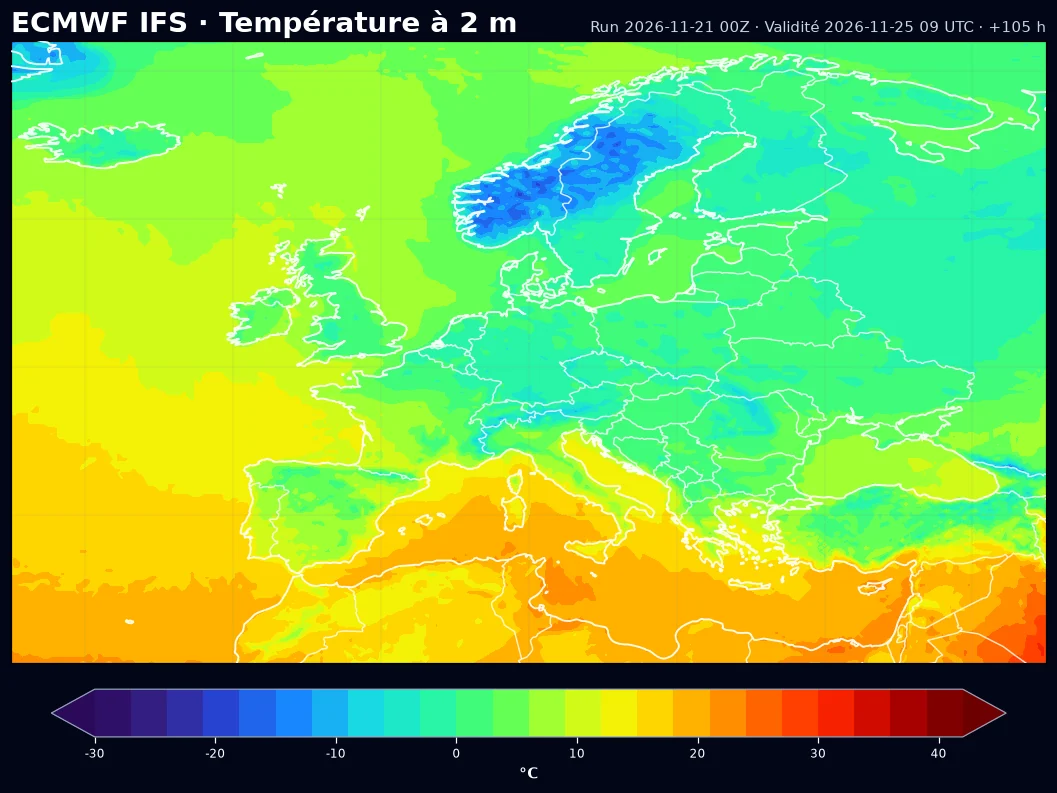 ECMWF IFS · Température à 2 m
Run 2026-11-21 00Z · Validité 2026-11-25 09 UTC · +105 h
-30 -20 -10 0 10 20 30 40
°C